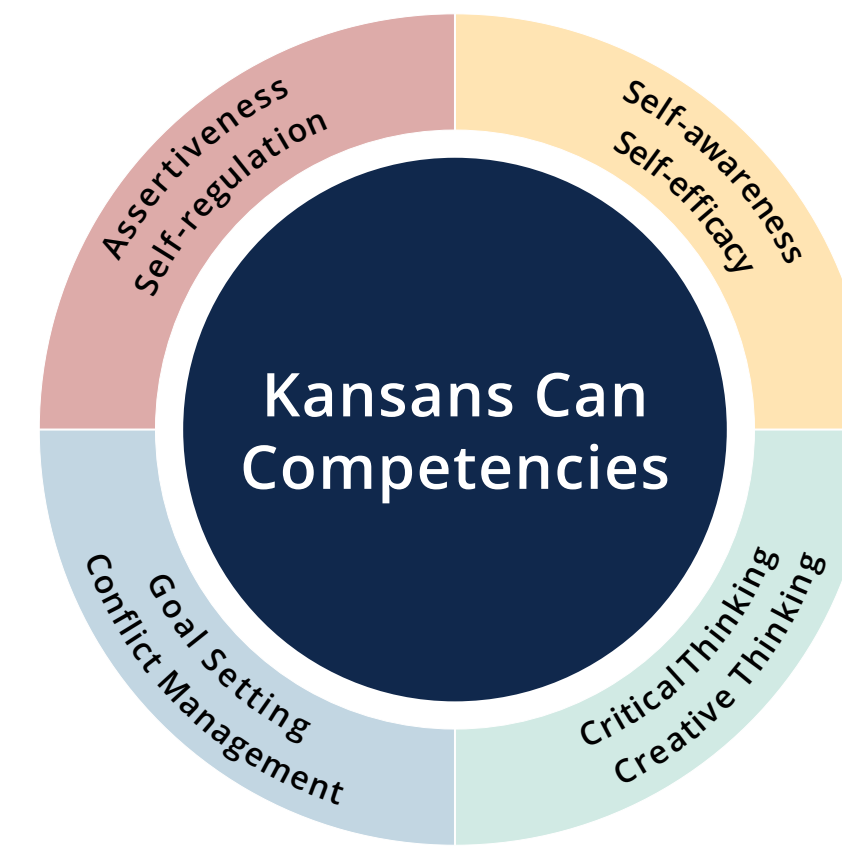 Assertiveness
Self-regulation
Self-awareness
Self-efficacy
Kansans Can
Competencies
Goal Setting
Conflict Management
Critical Thinking
Creative Thinking